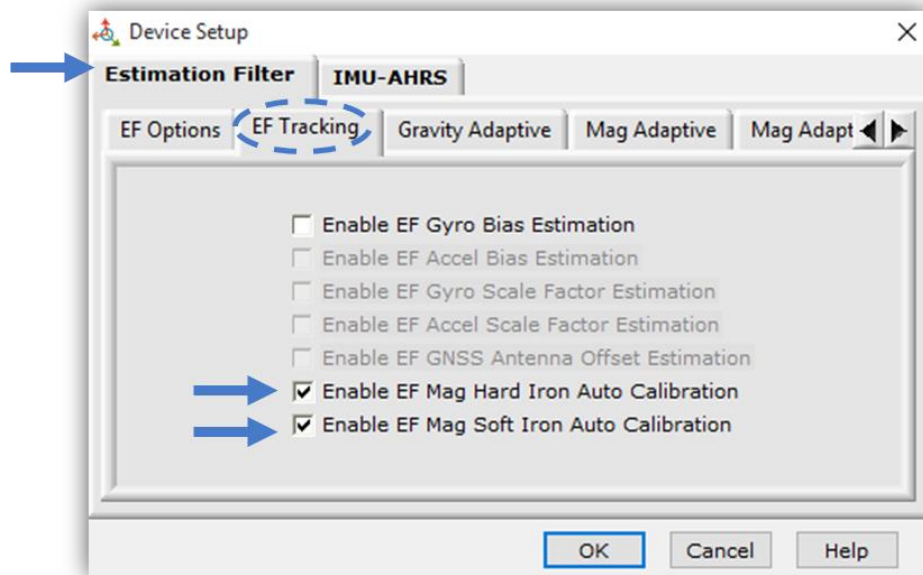 Device Setup
Estimation Filter IMU-AHRS
EF Options EF Tracking Gravity Adaptive Mag Adaptive Mag Adapt
Enable EF Gyro Bias Estimation
Enable EF Accel Bias Estimation
Enable EF Gyro Scale Factor Estimation
Enable EF Accel Scale Factor Estimation
Enable EF GNSS Antenna Offset Estimation
Enable EF Mag Hard Iron Auto Calibration
Enable EF Mag Soft Iron Auto Calibration
OK Cancel Help